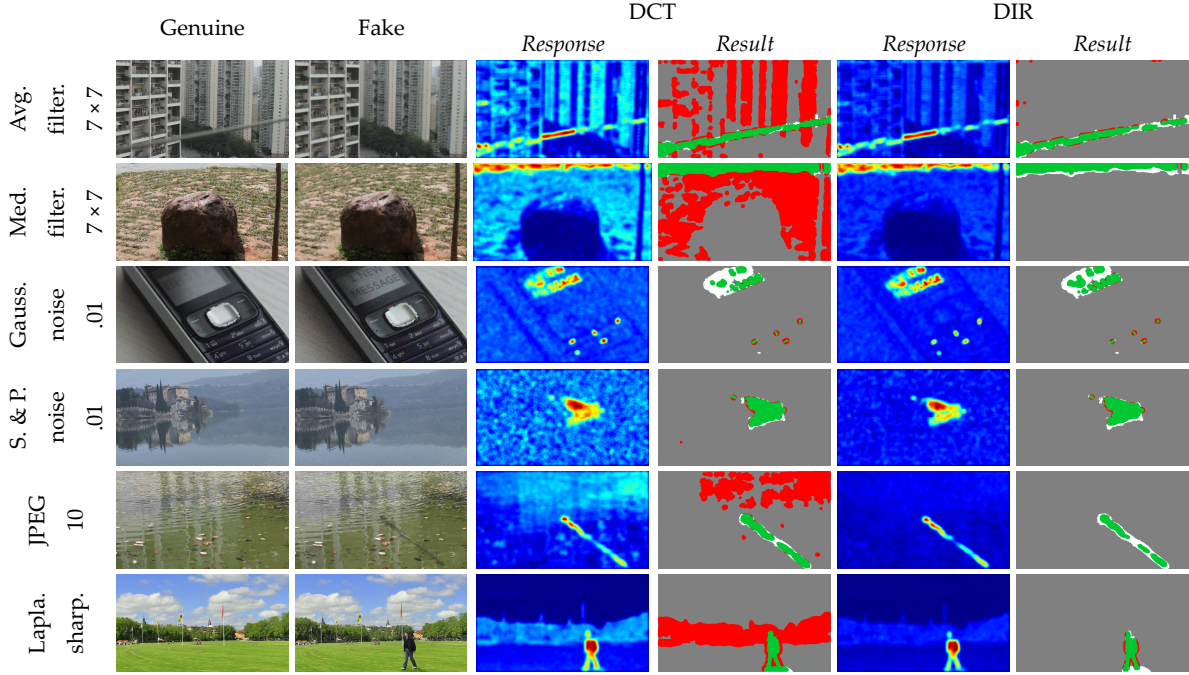 Genuine
Fake
DCT
DIR
Response
Result
Response
Result
Avg.
filter.
7 × 7
Med.
filter.
7 × 7
Gauss.
noise
.01
MESSAGE
S. & P.
noise
.01
JPEG
10
Lapla.
sharp.